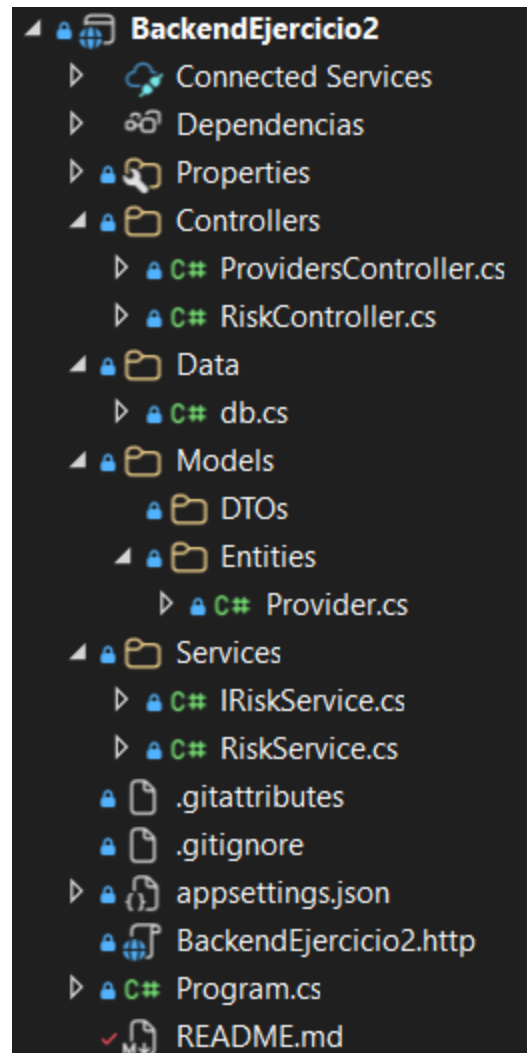 BackendEjercicio2
Connected Services
Dependencias
Properties
Controllers
C# ProvidersController.cs
C# RiskController.cs
Data
C# db.cs
Models
DTOs
Entities
C# Provider.cs
Services
C# IRiskService.cs
C# RiskService.cs
.gitattributes
.gitignore
appsettings.json
BackendEjercicio2.http
C# Program.cs
README.md